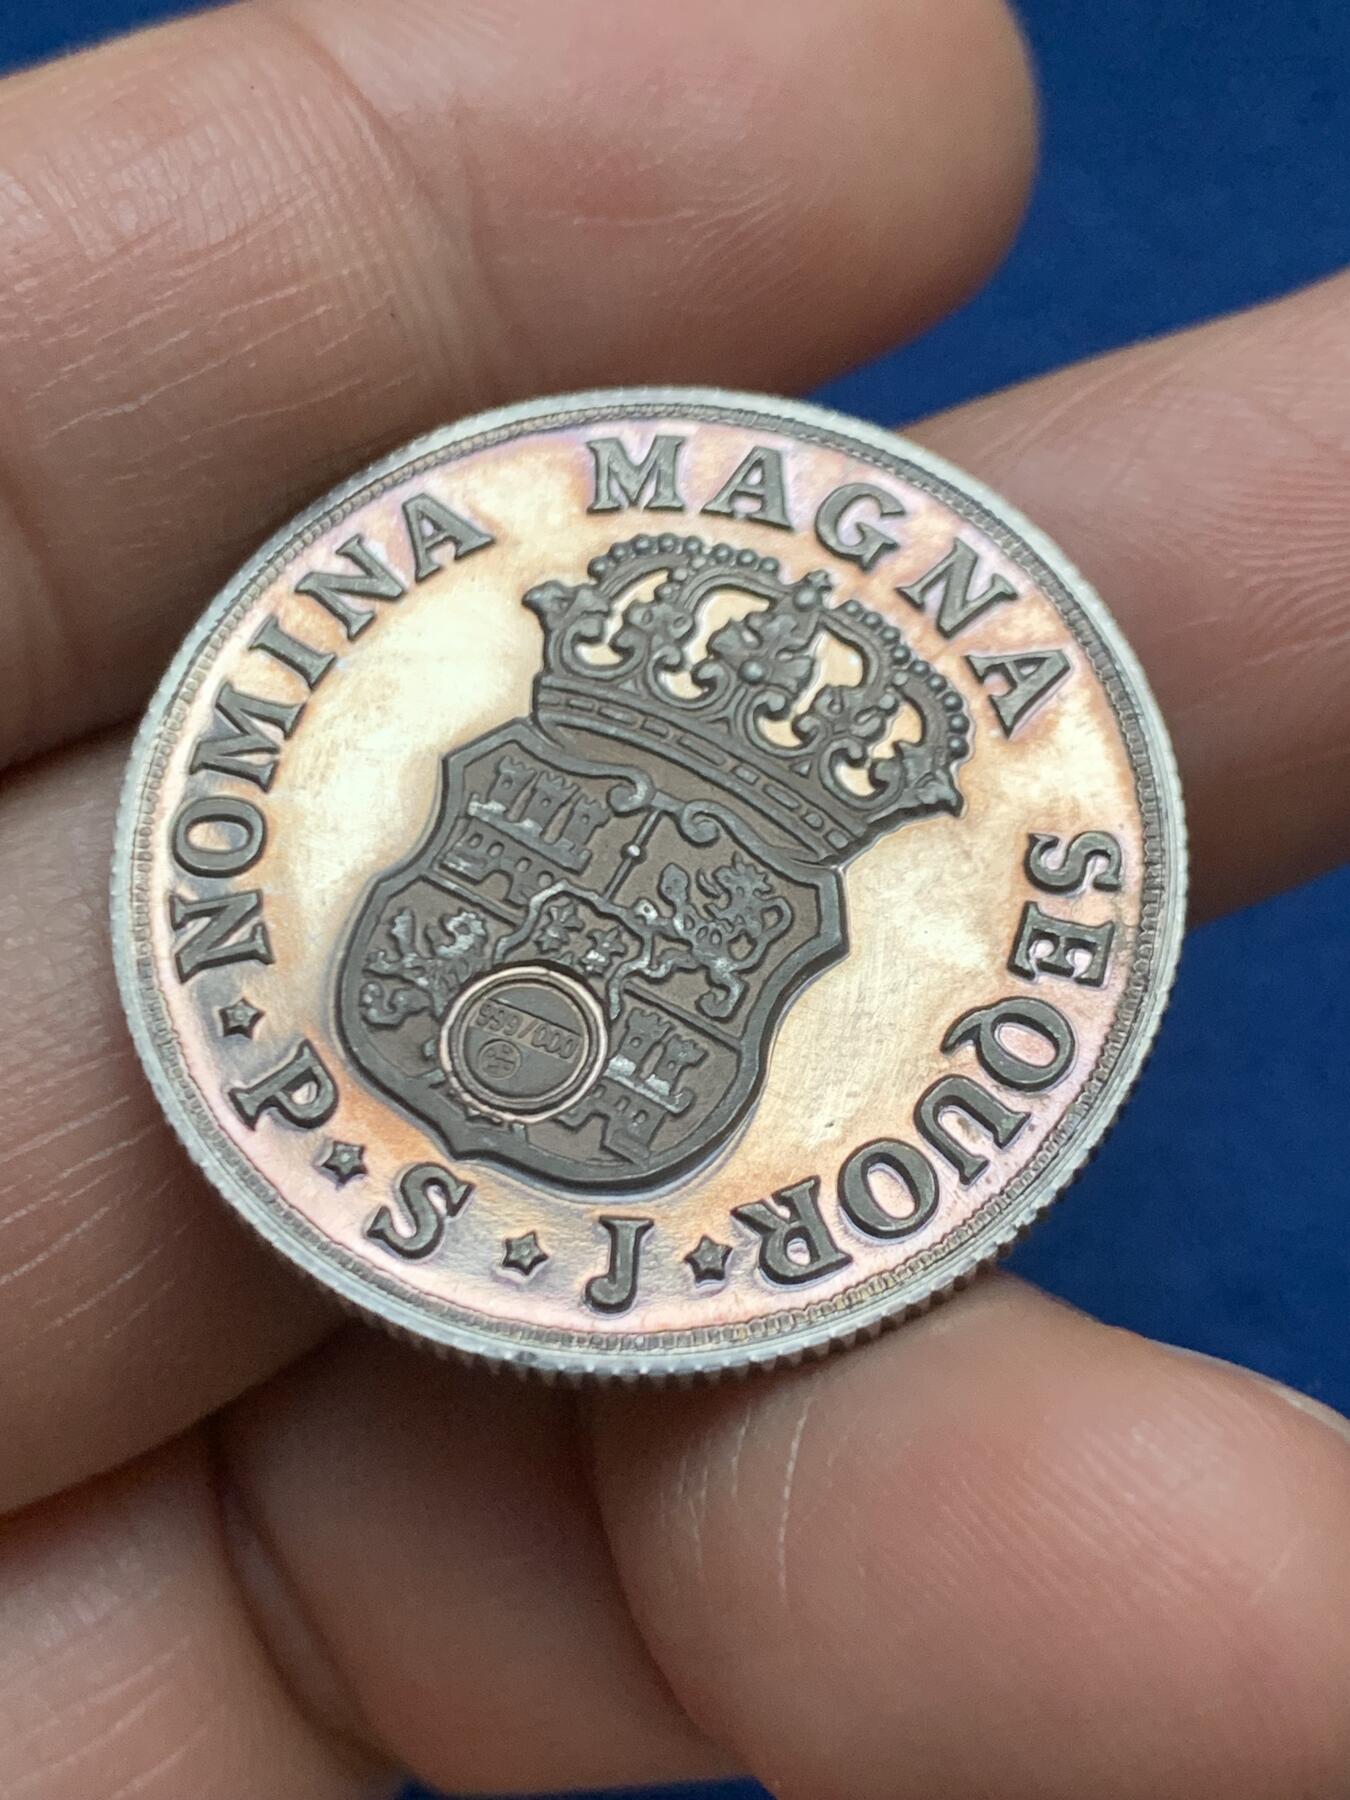 NOMINA MAGNA SEQUOR ★ J ★ S ★ P ★
999/000